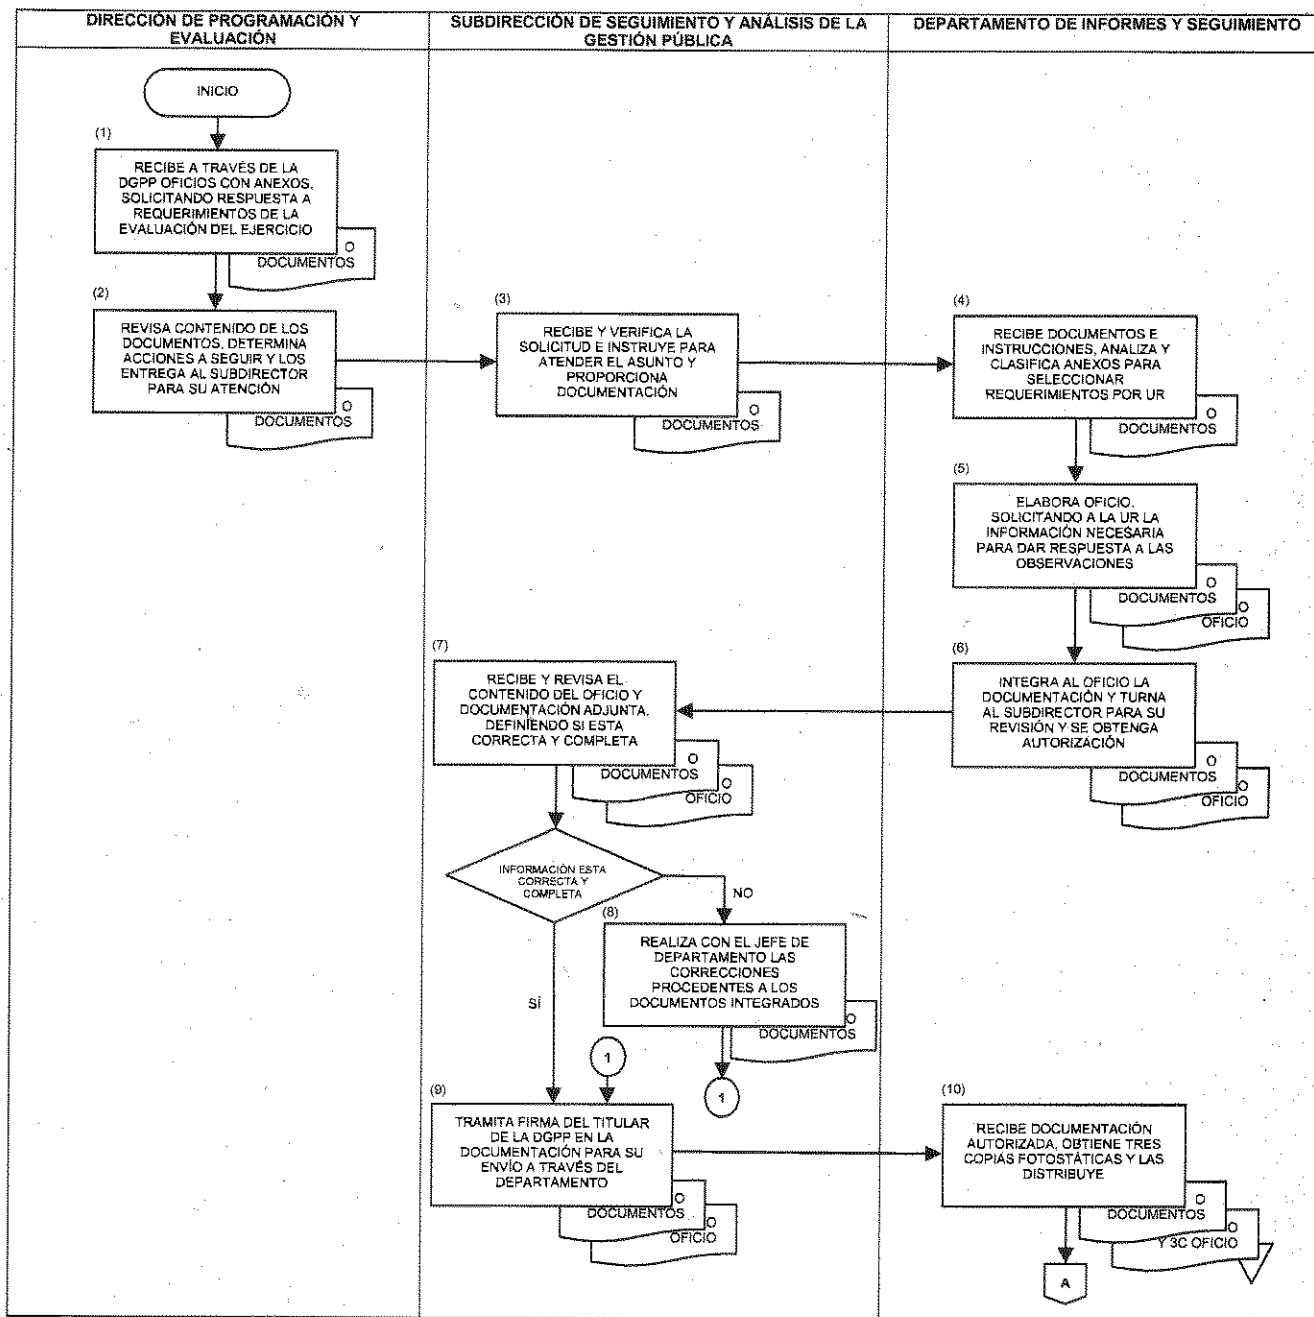 DIRECCIÓN DE PROGRAMACIÓN Y
EVALUACIÓN
SUBDIRECCIÓN DE SEGUIMIENTO Y ANÁLISIS DE LA
GESTIÓN PÚBLICA
DEPARTAMENTO DE INFORMES Y SEGUIMIENTO
INICIO
(1)
RECIBE A TRAVÉS DE LA
DGPP OFICIOS CON ANEXOS,
SOLICITANDO RESPUESTA A
REQUERIMIENTOS DE LA
EVALUACIÓN DEL EJERCICIO
O
DOCUMENTOS
(2)
REVISA CONTENIDO DE LOS
DOCUMENTOS, DETERMINA
ACCIONES A SEGUIR Y LOS
ENTREGA AL SUBDIRECTOR
PARA SU ATENCIÓN
O
DOCUMENTOS
(3)
RECIBE Y VERIFICA LA
SOLICITUD E INSTRUYE PARA
ATENDER EL ASUNTO Y
PROPORCIONA
DOCUMENTACIÓN
O
DOCUMENTOS
(4)
RECIBE DOCUMENTOS E
INSTRUCCIONES, ANALIZA Y
CLASIFICA ANEXOS PARA
SELECCIONAR
REQUERIMIENTOS POR UR
O
DOCUMENTOS
(5)
ELABORA OFICIO,
SOLICITANDO A LA UR LA
INFORMACIÓN NECESARIA
PARA DAR RESPUESTA A LAS
OBSERVACIONES
O
DOCUMENTOS
O
OFICIO
(6)
INTEGRA AL OFICIO LA
DOCUMENTACIÓN Y TURNA
AL SUBDIRECTOR PARA SU
REVISIÓN Y SE OBTENGA
AUTORIZACIÓN
O
DOCUMENTOS
O
OFICIO
(7)
RECIBE Y REVISA EL
CONTENIDO DEL OFICIO Y
DOCUMENTACIÓN ADJUNTA,
DEFINIENDO SI ESTA
CORRECTA Y COMPLETA
O
DOCUMENTOS
O
OFICIO
INFORMACIÓN ESTA
CORRECTA Y
COMPLETA
NO
SÍ
(8)
REALIZA CON EL JEFE DE
DEPARTAMENTO LAS
CORRECCIONES
PROCEDENTES A LOS
DOCUMENTOS INTEGRADOS
O
DOCUMENTOS
1
1
(9)
TRAMITA FIRMA DEL TITULAR
DE LA DGPP EN LA
DOCUMENTACIÓN PARA SU
ENVÍO A TRAVÉS DEL
DEPARTAMENTO
O
DOCUMENTOS
O
OFICIO
(10)
RECIBE DOCUMENTACIÓN
AUTORIZADA, OBTIENE TRES
COPIAS FOTOSTÁTICAS Y LAS
DISTRIBUYE
O
DOCUMENTOS
O
Y 3C OFICIO
A